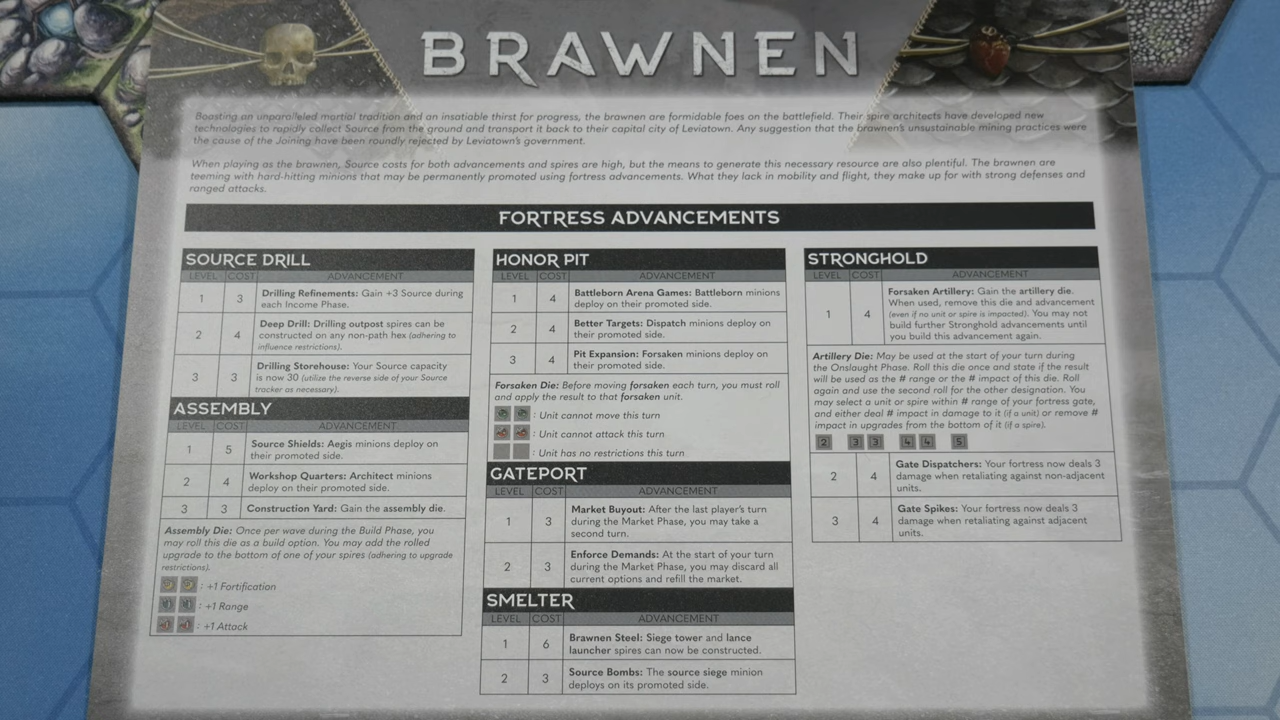 BRAWNEN
Boasting an unparalleled martial tradition and an insatiable thirst for progress, the brawnen are formidable foes on the battlefield. Their spire architects have developed new
technologies to rapidly collect Source from the ground and transport it back to their capital city of Leviatown. Any suggestion that the brawnen's unsustainable mining practices were
the cause of the Joining have been roundly rejected by Leviatown's government.
When playing as the brawnen, Source costs for both advancements and spires are high, but the means to generate this necessary resource are also plentiful. The brawnen are
teeming with hard-hitting minions that may be permanently promoted using fortress advancements. What they lack in mobility and flight, they make up for with strong defenses and
ranged attacks.
FORTRESS ADVANCEMENTS
SOURCE DRILL
LEVEL COST ADVANCEMENT
1 3 Drilling Refinements: Gain +3 Source during
each Income Phase.
2 4 Deep Drill: Drilling outpost spires can be
constructed on any non-path hex (adhering to
influence restrictions).
3 3 Drilling Storehouse: Your Source capacity
is now 30 (utilize the reverse side of your Source
tracker as necessary).
ASSEMBLY
LEVEL COST ADVANCEMENT
1 5 Source Shields: Aegis minions deploy on
their promoted side.
2 4 Workshop Quarters: Architect minions
deploy on their promoted side.
3 3 Construction Yard: Gain the assembly die.
Assembly Die: Once per wave during the Build Phase, you
may roll this die as a build option. You may add the rolled
upgrade to the bottom of one of your spires (adhering to upgrade
restrictions).
: +1 Fortification
: +1 Range
: +1 Attack
HONOR PIT
LEVEL COST ADVANCEMENT
1 4 Battleborn Arena Games: Battleborn minions
deploy on their promoted side.
2 4 Better Targets: Dispatch minions deploy on
their promoted side.
3 4 Pit Expansion: Forsaken minions deploy on
their promoted side.
Forsaken Die: Before moving forsaken each turn, you must roll
and apply the result to that forsaken unit.
: Unit cannot move this turn
: Unit cannot attack this turn
: Unit has no restrictions this turn
GATEPORT
LEVEL COST ADVANCEMENT
1 3 Market Buyout: After the last player's turn
during the Market Phase, you may take a
second turn.
2 3 Enforce Demands: At the start of your turn
during the Market Phase, you may discard all
current options and refill the market.
SMELTER
LEVEL COST ADVANCEMENT
1 6 Brawnen Steel: Siege tower and lance
launcher spires can now be constructed.
2 3 Source Bombs: The source siege minion
deploys on its promoted side.
STRONGHOLD
LEVEL COST ADVANCEMENT
1 4 Forsaken Artillery: Gain the artillery die.
When used, remove this die and advancement
(even if no unit or spire is impacted). You may not
build further Stronghold advancements until
you build this advancement again.
Artillery Die: May be used at the start of your turn during
the Onslaught Phase. Roll this die once and state if the result
will be used as the # range or the # impact of this die. Roll
again and use the second roll for the other designation. You
may select a unit or spire within # range of your fortress gate,
and either deal # impact in damage to it (if a unit) or remove #
impact in upgrades from the bottom of it (if a spire).
2 3 3 4 4 5
2 4 Gate Dispatchers: Your fortress now deals 3
damage when retaliating against non-adjacent
units.
3 4 Gate Spikes: Your fortress now deals 3
damage when retaliating against adjacent
units.